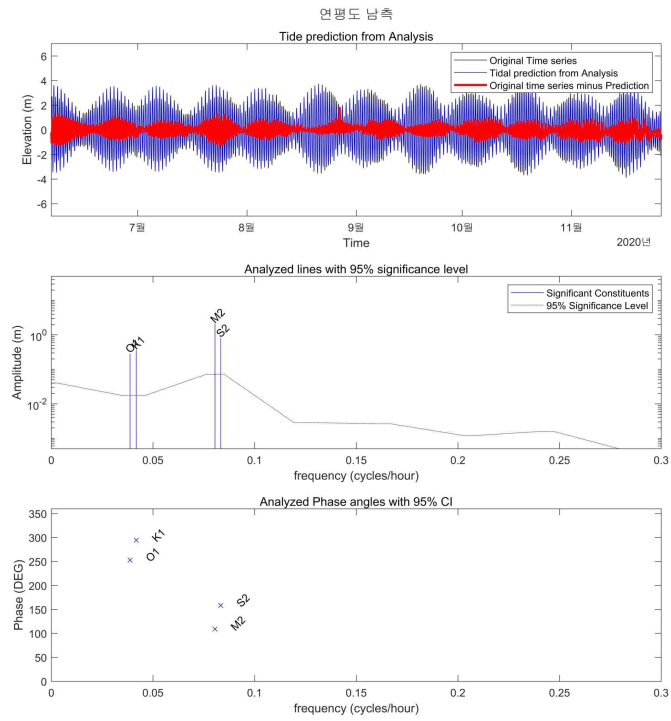 연평도 남측
Tide prediction from Analysis
Original Time series
Tidal prediction from Analysis
Original time series minus Prediction
Elevation (m)
6
4
2
0
-2
-4
-6
7월 8월 9월 10월 11월
Time
2020년
Analyzed lines with 95% significance level
Significant Constituents
95% Significance Level
Amplitude (m)
10^0
10^-2
O1
K1
M2
S2
0 0.05 0.1 0.15 0.2 0.25 0.3
frequency (cycles/hour)
Analyzed Phase angles with 95% CI
Phase (DEG)
350
300
250
200
150
100
50
0
K1
O1
S2
M2
0 0.05 0.1 0.15 0.2 0.25 0.3
frequency (cycles/hour)